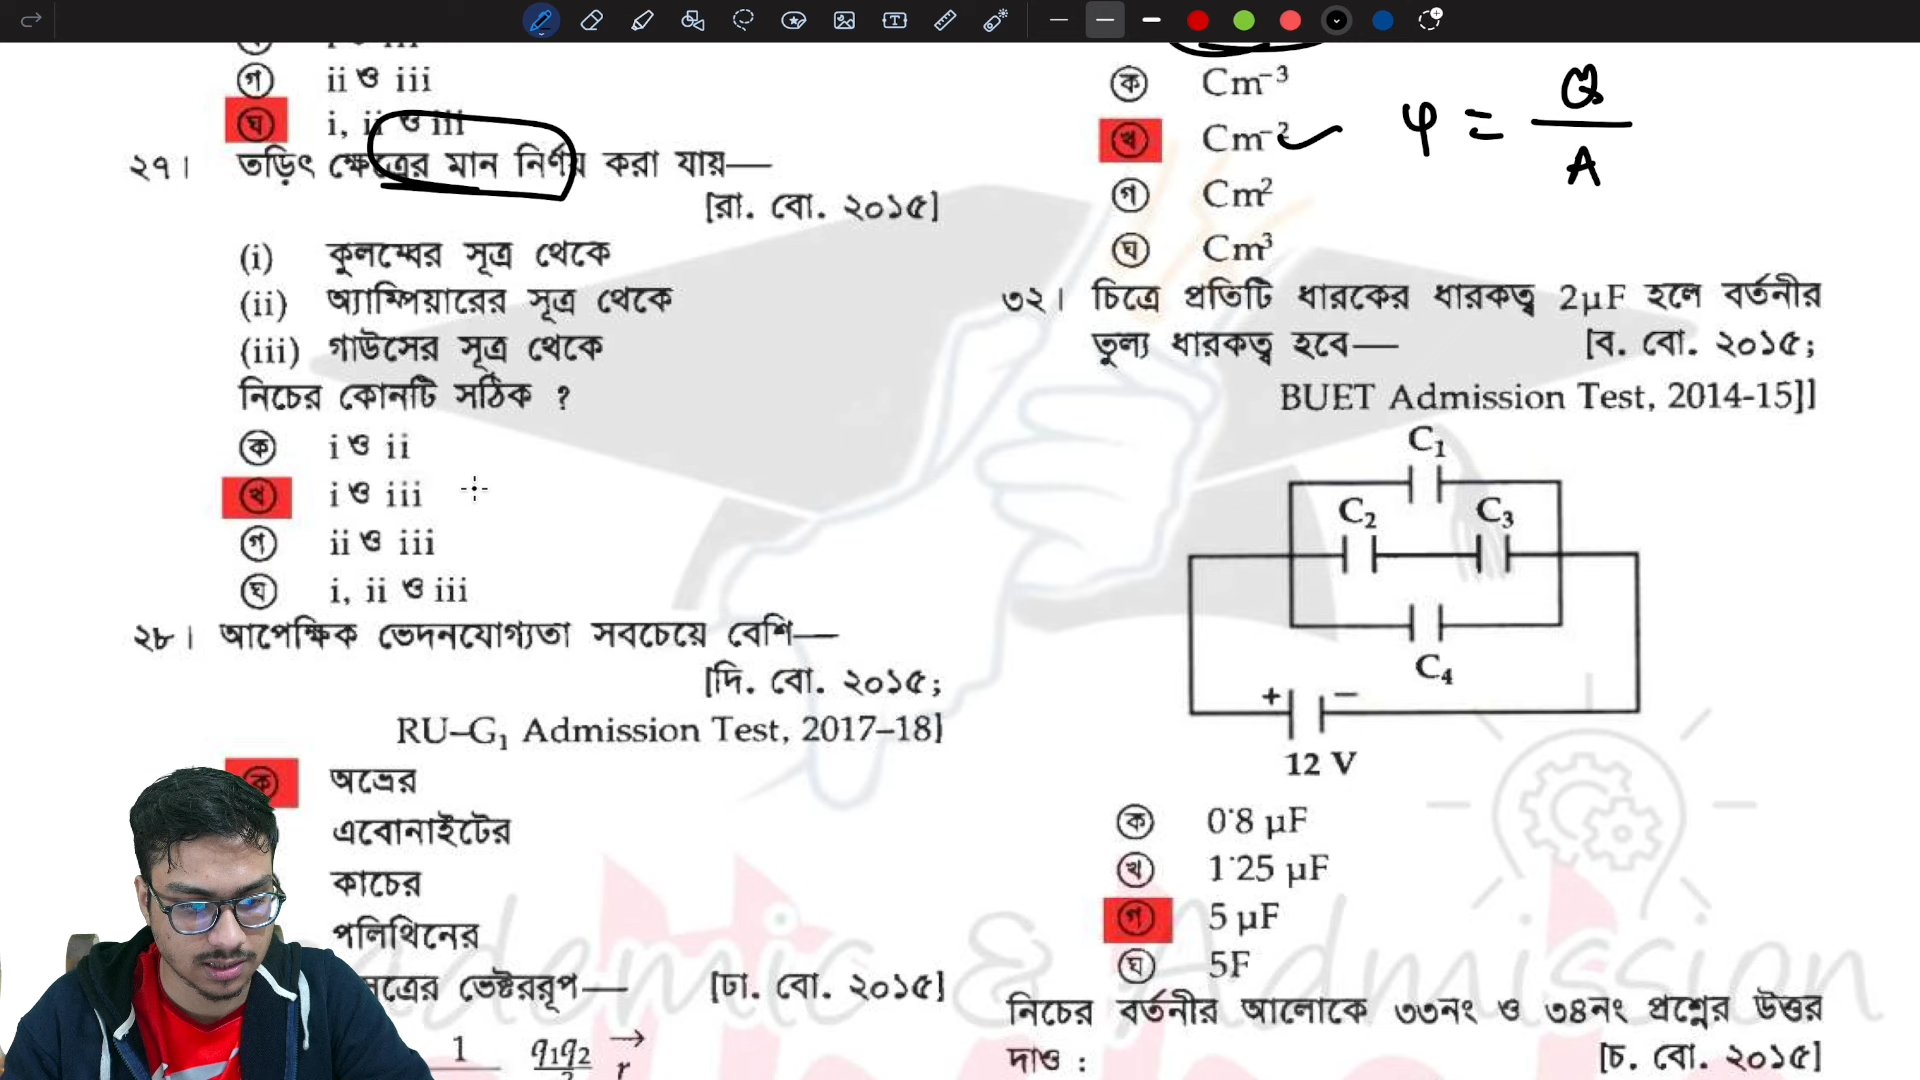 গ ii ও iii
ঘ i, ii ও iii
২৭। তড়িৎ ক্ষেত্রের মান নির্ণয় করা যায়—
[রা. বো. ২০১৫]
(i) কুলম্বের সূত্র থেকে
(ii) অ্যাম্পিয়ারের সূত্র থেকে
(iii) গাউসের সূত্র থেকে
নিচের কোনটি সঠিক ?
ক i ও ii
খ i ও iii
গ ii ও iii
ঘ i, ii ও iii
২৮। আপেক্ষিক ভেদনযোগ্যতা সবচেয়ে বেশি—
[দি. বো. ২০১৫;
RU–G₁ Admission Test, 2017–18]
ক অভ্রের
এবোনাইটের
কাচের
পলিথিনের
ভেক্টররূপ— [ঢা. বো. ২০১৫]
1 q₁q₂ r
ক Cm⁻³
খ Cm⁻²
গ Cm²
ঘ Cm³
φ = Q
A
৩২। চিত্রে প্রতিটি ধারকের ধারকত্ব 2μF হলে বর্তনীর
তুল্য ধারকত্ব হবে— [ব. বো. ২০১৫;
BUET Admission Test, 2014-15]]
C₁
C₂ C₃
C₄
+ −
12 V
ক 0·8 μF
খ 1·25 μF
গ 5 μF
ঘ 5F
নিচের বর্তনীর আলোকে ৩৩নং ও ৩৪নং প্রশ্নের উত্তর
দাও : [চ. বো. ২০১৫]
& Admission